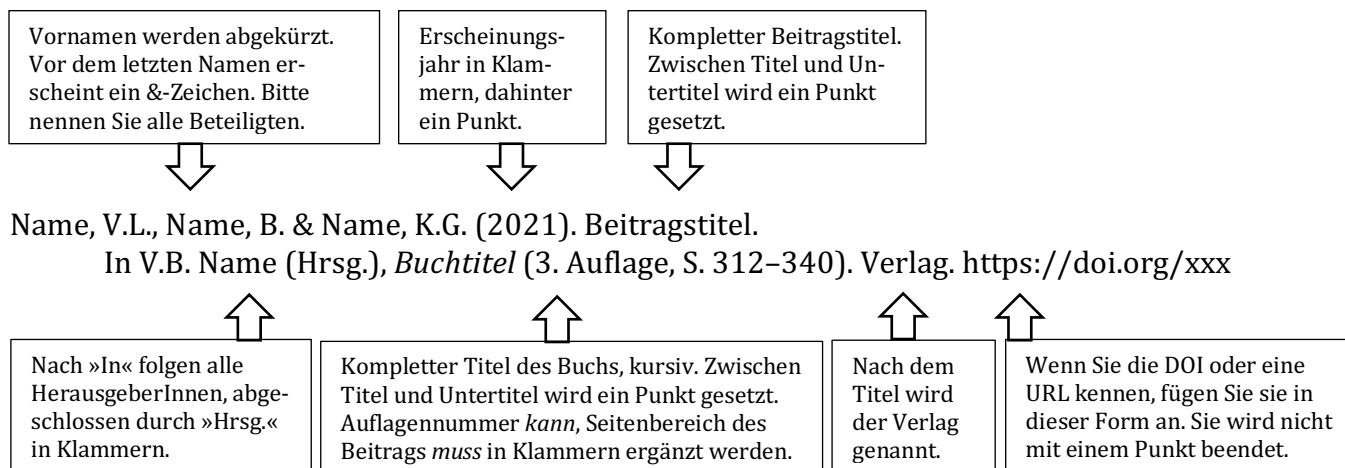 Vornamen werden abgekürzt.
Vor dem letzten Namen er-
scheint ein &-Zeichen. Bitte
nennen Sie alle Beteiligten.
Erscheinungs-
jahr in Klam-
mern, dahinter
ein Punkt.
Kompletter Beitragstitel.
Zwischen Titel und Un-
tertitel wird ein Punkt
gesetzt.
Name, V.L., Name, B. & Name, K.G. (2021). Beitragstitel.
In V.B. Name (Hrsg.), Buchtitel (3. Auflage, S. 312–340). Verlag. https://doi.org/xxx
Nach »In« folgen alle
HerausgeberInnen, abge-
schlossen durch »Hrsg.«
in Klammern.
Kompletter Titel des Buchs, kursiv. Zwischen
Titel und Untertitel wird ein Punkt gesetzt.
Auflagennummer kann, Seitenbereich des
Beitrags muss in Klammern ergänzt werden.
Nach dem
Titel wird
der Verlag
genannt.
Wenn Sie die DOI oder eine
URL kennen, fügen Sie sie in
dieser Form an. Sie wird nicht
mit einem Punkt beendet.